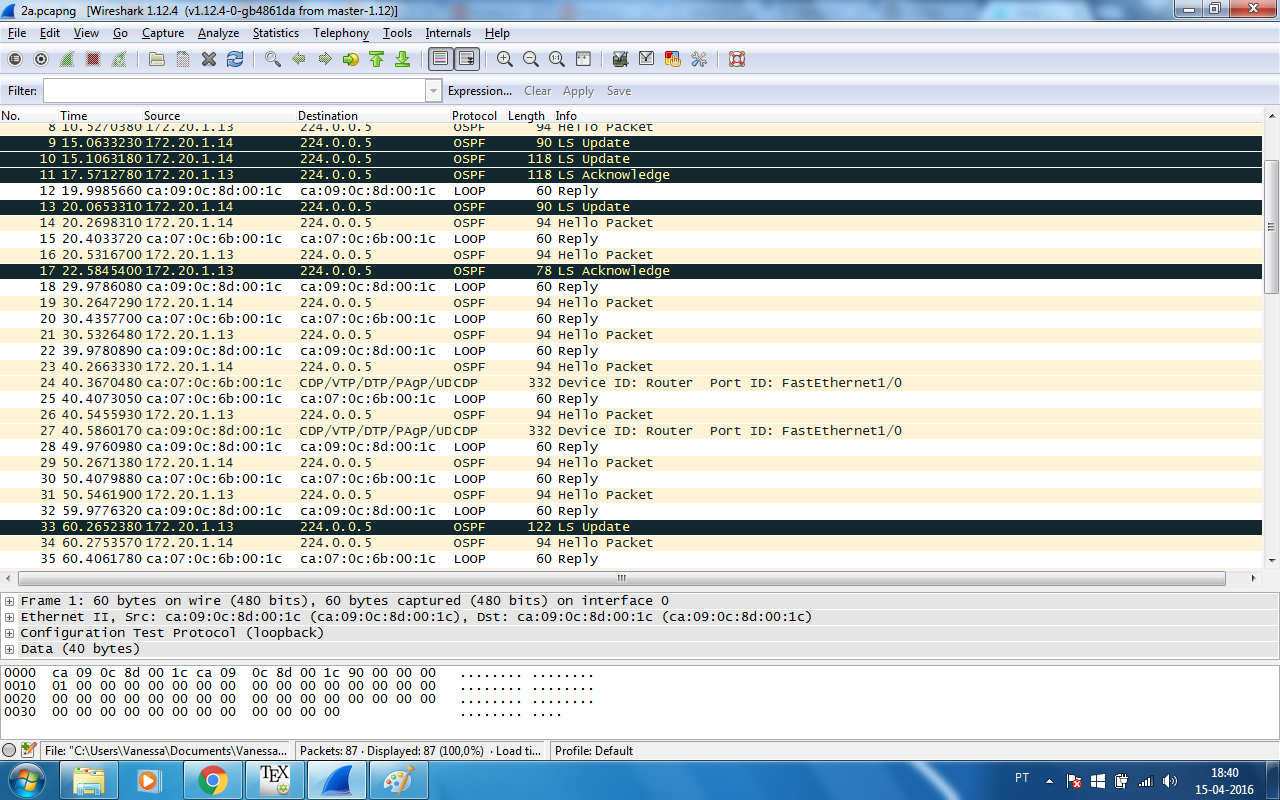 2a.pcapng [Wireshark 1.12.4 (v1.12.4-0-gb4861da from master-1.12)]
File Edit View Go Capture Analyze Statistics Telephony Tools Internals Help
Filter: Expression... Clear Apply Save
No. Time Source Destination Protocol Length Info
8 10.5270380 172.20.1.13 224.0.0.5 OSPF 94 Hello Packet
9 15.0633230 172.20.1.14 224.0.0.5 OSPF 90 LS Update
10 15.1063180 172.20.1.14 224.0.0.5 OSPF 118 LS Update
11 17.5712780 172.20.1.13 224.0.0.5 OSPF 118 LS Acknowledge
12 19.9985660 ca:09:0c:8d:00:1c ca:09:0c:8d:00:1c LOOP 60 Reply
13 20.0653310 172.20.1.14 224.0.0.5 OSPF 90 LS Update
14 20.2698310 172.20.1.14 224.0.0.5 OSPF 94 Hello Packet
15 20.4033720 ca:07:0c:6b:00:1c ca:07:0c:6b:00:1c LOOP 60 Reply
16 20.5316700 172.20.1.13 224.0.0.5 OSPF 94 Hello Packet
17 22.5845400 172.20.1.13 224.0.0.5 OSPF 78 LS Acknowledge
18 29.9786080 ca:09:0c:8d:00:1c ca:09:0c:8d:00:1c LOOP 60 Reply
19 30.2647290 172.20.1.14 224.0.0.5 OSPF 94 Hello Packet
20 30.4357700 ca:07:0c:6b:00:1c ca:07:0c:6b:00:1c LOOP 60 Reply
21 30.5326480 172.20.1.13 224.0.0.5 OSPF 94 Hello Packet
22 39.9780890 ca:09:0c:8d:00:1c ca:09:0c:8d:00:1c LOOP 60 Reply
23 40.2663330 172.20.1.14 224.0.0.5 OSPF 94 Hello Packet
24 40.3670480 ca:07:0c:6b:00:1c CDP/VTP/DTP/PAgP/UD CDP 332 Device ID: Router Port ID: FastEthernet1/0
25 40.4073050 ca:07:0c:6b:00:1c ca:07:0c:6b:00:1c LOOP 60 Reply
26 40.5455930 172.20.1.13 224.0.0.5 OSPF 94 Hello Packet
27 40.5860170 ca:09:0c:8d:00:1c CDP/VTP/DTP/PAgP/UD CDP 332 Device ID: Router Port ID: FastEthernet1/0
28 49.9760980 ca:09:0c:8d:00:1c ca:09:0c:8d:00:1c LOOP 60 Reply
29 50.2671380 172.20.1.14 224.0.0.5 OSPF 94 Hello Packet
30 50.4079880 ca:07:0c:6b:00:1c ca:07:0c:6b:00:1c LOOP 60 Reply
31 50.5461900 172.20.1.13 224.0.0.5 OSPF 94 Hello Packet
32 59.9776320 ca:09:0c:8d:00:1c ca:09:0c:8d:00:1c LOOP 60 Reply
33 60.2652380 172.20.1.13 224.0.0.5 OSPF 122 LS Update
34 60.2753570 172.20.1.14 224.0.0.5 OSPF 94 Hello Packet
35 60.4061780 ca:07:0c:6b:00:1c ca:07:0c:6b:00:1c LOOP 60 Reply
Frame 1: 60 bytes on wire (480 bits), 60 bytes captured (480 bits) on interface 0
Ethernet II, Src: ca:09:0c:8d:00:1c (ca:09:0c:8d:00:1c), Dst: ca:09:0c:8d:00:1c (ca:09:0c:8d:00:1c)
Configuration Test Protocol (loopback)
Data (40 bytes)
0000 ca 09 0c 8d 00 1c ca 09 0c 8d 00 1c 90 00 00 00 ........ ........
0010 01 00 00 00 00 00 00 00 00 00 00 00 00 00 00 00 ........ ........
0020 00 00 00 00 00 00 00 00 00 00 00 00 00 00 00 00 ........ ........
0030 00 00 00 00 00 00 00 00 00 00 00 00 ........ ....
File: "C:\Users\Vanessa\Documents\Vanessa... Packets: 87 · Displayed: 87 (100,0%) · Load ti... Profile: Default
TEX
PT
18:40
15-04-2016